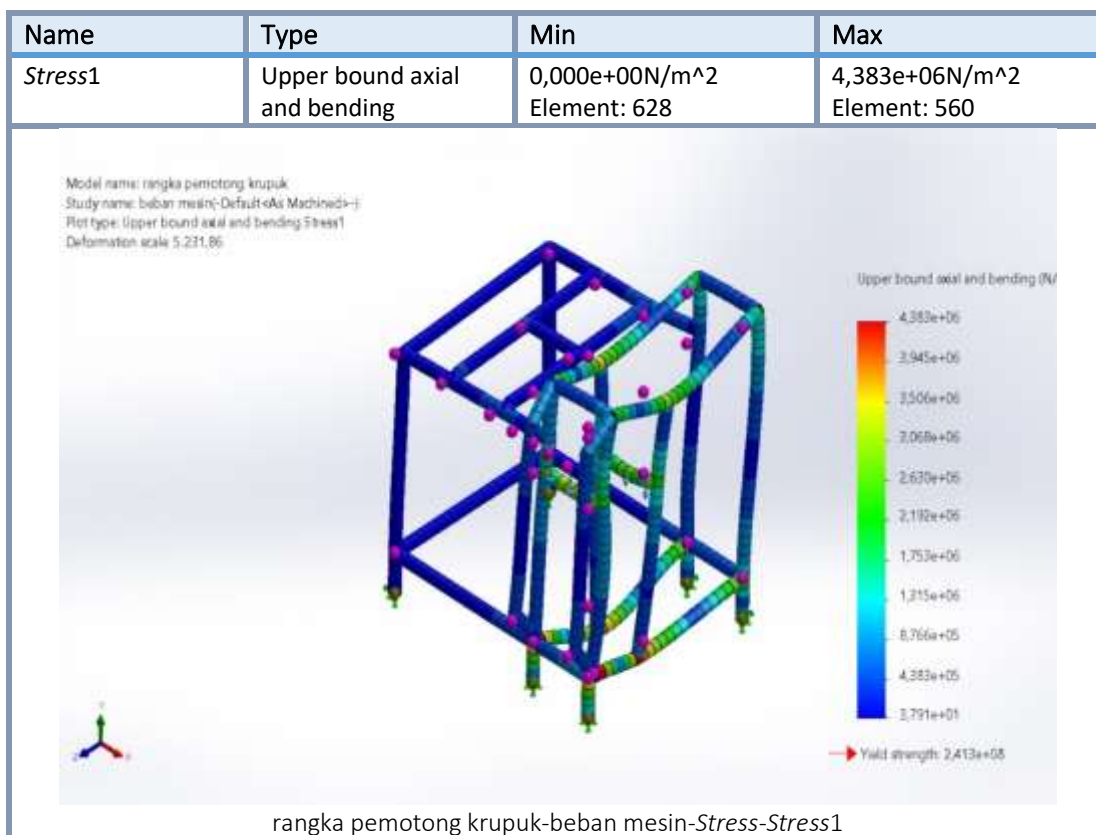 Name Type Min Max
Stress1 Upper bound axial and bending 0,000e+00N/m^2 Element: 628 4,383e+06N/m^2 Element: 560
Model name: rangka pemotong krupuk
Study name: beban mesin(-Default<As Machined>-)
Plot type: Upper bound axial and bending Stress1
Deformation scale 5.231,86
Upper bound axial and bending (N/
4,383e+06
3,945e+06
3,506e+06
3,068e+06
2,630e+06
2,192e+06
1,753e+06
1,315e+06
8,766e+05
4,383e+05
3,791e+01
Yield strength: 2,413e+08
rangka pemotong krupuk-beban mesin-Stress-Stress1